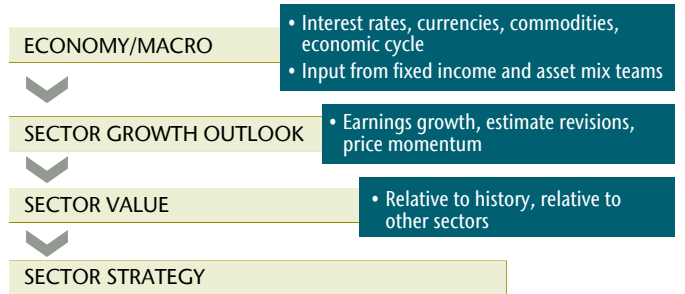 ECONOMY/MACRO
• Interest rates, currencies, commodities,
economic cycle
• Input from fixed income and asset mix teams
SECTOR GROWTH OUTLOOK
• Earnings growth, estimate revisions,
price momentum
SECTOR VALUE
• Relative to history, relative to
other sectors
SECTOR STRATEGY